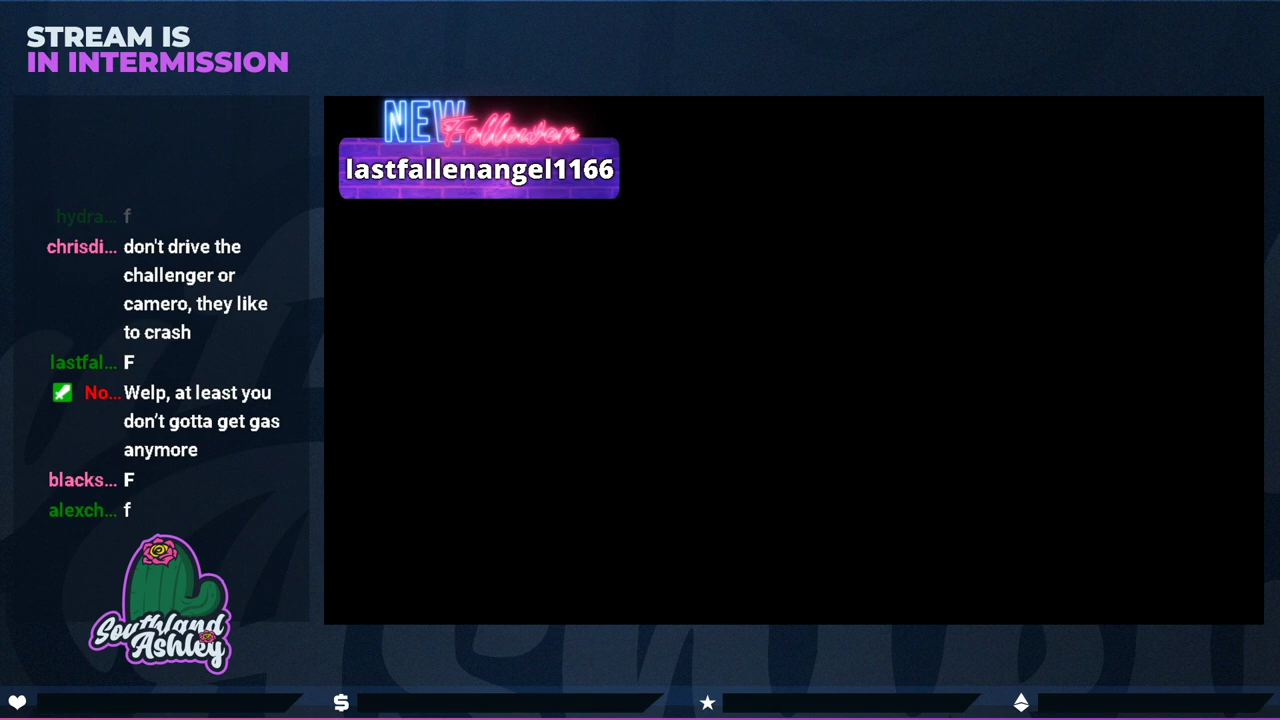 STREAM IS
IN INTERMISSION
NEW Follower
lastfallenangel1166
hydra... f
chrisdi... don't drive the
challenger or
camero, they like
to crash
lastfal... F
No... Welp, at least you
don't gotta get gas
anymore
blacks... F
alexch... f
Southland
Ashley